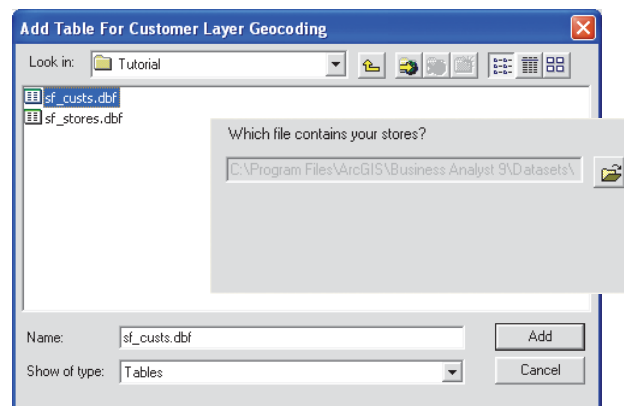 Add Table For Customer Layer Geocoding
Look in: Tutorial
sf_custs.dbf
sf_stores.dbf
Which file contains your stores?
C:\Program Files\ArcGIS\Business Analyst 9\Datasets\
Name: sf_custs.dbf Add
Show of type: Tables Cancel